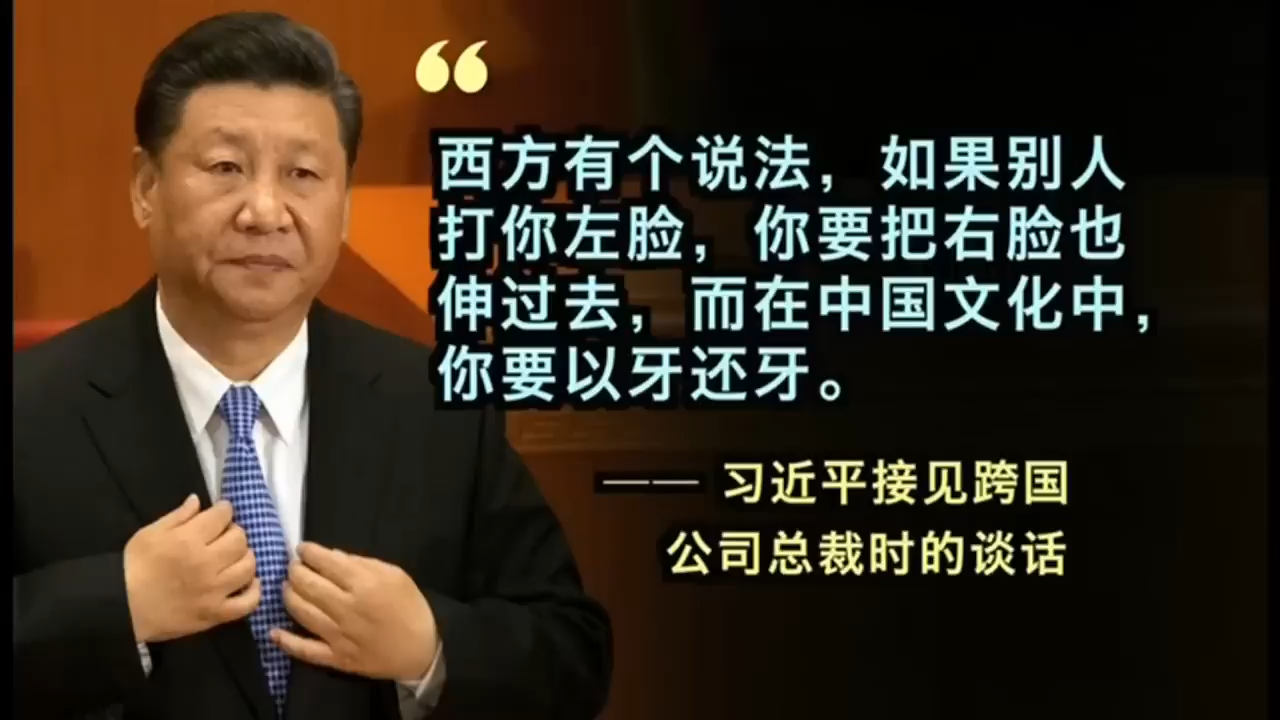 “
西方有个说法，如果别人
打你左脸，你要把右脸也
伸过去，而在中国文化中，
你要以牙还牙。
—— 习近平接见跨国
公司总裁时的谈话